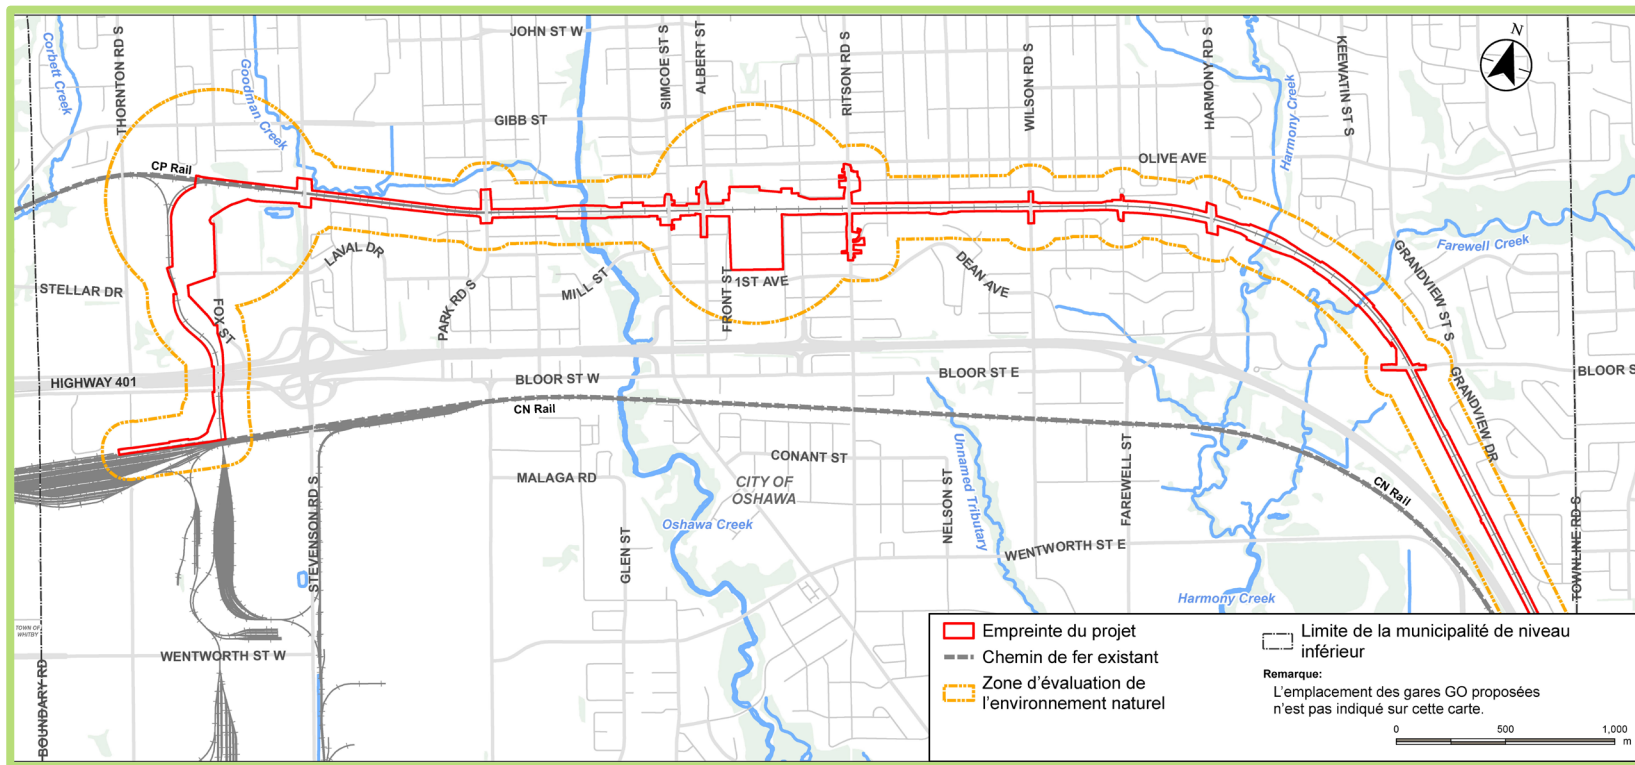 JOHN ST W
SIMCOE ST S
ALBERT ST
RITSON RD S
WILSON RD S
HARMONY RD S
KEEWATIN ST S
N
Corbett Creek
THORNTON RD S
Goodman Creek
GIBB ST
Harmony Creek
OLIVE AVE
CP Rail
LAVAL DR
STELLAR DR
FOX ST
PARK RD S
MILL ST
FRONT ST
1ST AVE
DEAN AVE
Farewell Creek
GRANDVIEW ST S
HIGHWAY 401
BLOOR ST W
BLOOR ST E
BLOOR S
CN Rail
GRANDVIEW DR
MALAGA RD
CONANT ST
CITY OF
OSHAWA
NELSON ST
Unnamed Tributary
FAREWELL ST
CN Rail
STEVENSON RD S
GLEN ST
Oshawa Creek
WENTWORTH ST E
TOWNLINE RD S
Harmony Creek
TOWN OF
WHITBY
WENTWORTH ST W
BOUNDARY RD
Empreinte du projet
Chemin de fer existant
Zone d'évaluation de
l'environnement naturel
Limite de la municipalité de niveau
inférieur
Remarque:
L'emplacement des gares GO proposées
n'est pas indiqué sur cette carte.
0 500 1,000
m